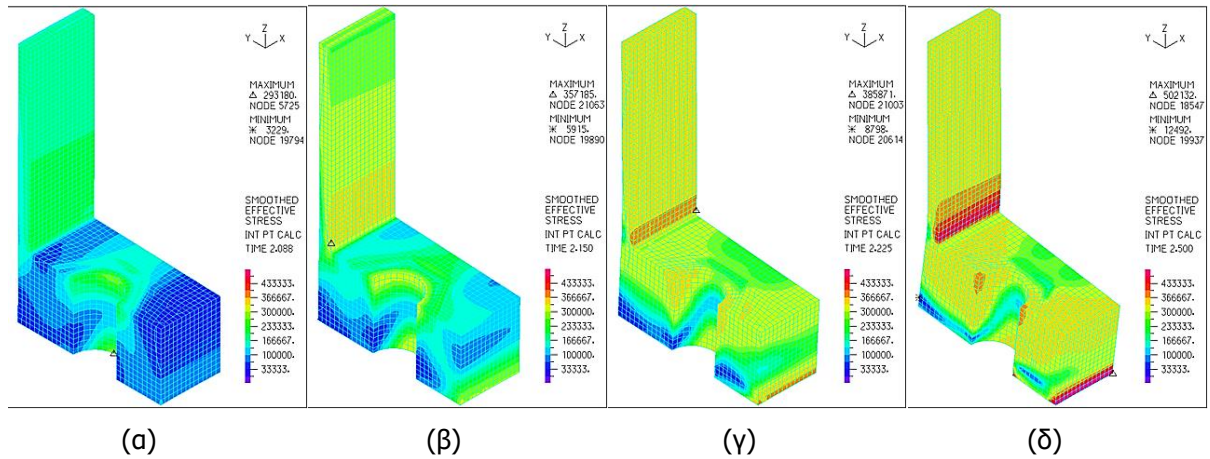 Z
Y X
MAXIMUM
△ 293180.
NODE 5725
MINIMUM
✳ 3229.
NODE 19794
SMOOTHED
EFFECTIVE
STRESS
INT PT CALC
TIME 2.088
433333.
366667.
300000.
233333.
166667.
100000.
33333.
(α)
Z
Y X
MAXIMUM
△ 357185.
NODE 21063
MINIMUM
✳ 5915.
NODE 19890
SMOOTHED
EFFECTIVE
STRESS
INT PT CALC
TIME 2.150
433333.
366667.
300000.
233333.
166667.
100000.
33333.
(β)
Z
Y X
MAXIMUM
△ 385871.
NODE 21003
MINIMUM
✳ 8798.
NODE 20614
SMOOTHED
EFFECTIVE
STRESS
INT PT CALC
TIME 2.225
433333.
366667.
300000.
233333.
166667.
100000.
33333.
(γ)
Z
Y X
MAXIMUM
△ 502132.
NODE 18547
MINIMUM
✳ 12492.
NODE 19937
SMOOTHED
EFFECTIVE
STRESS
INT PT CALC
TIME 2.500
433333.
366667.
300000.
233333.
166667.
100000.
33333.
(δ)